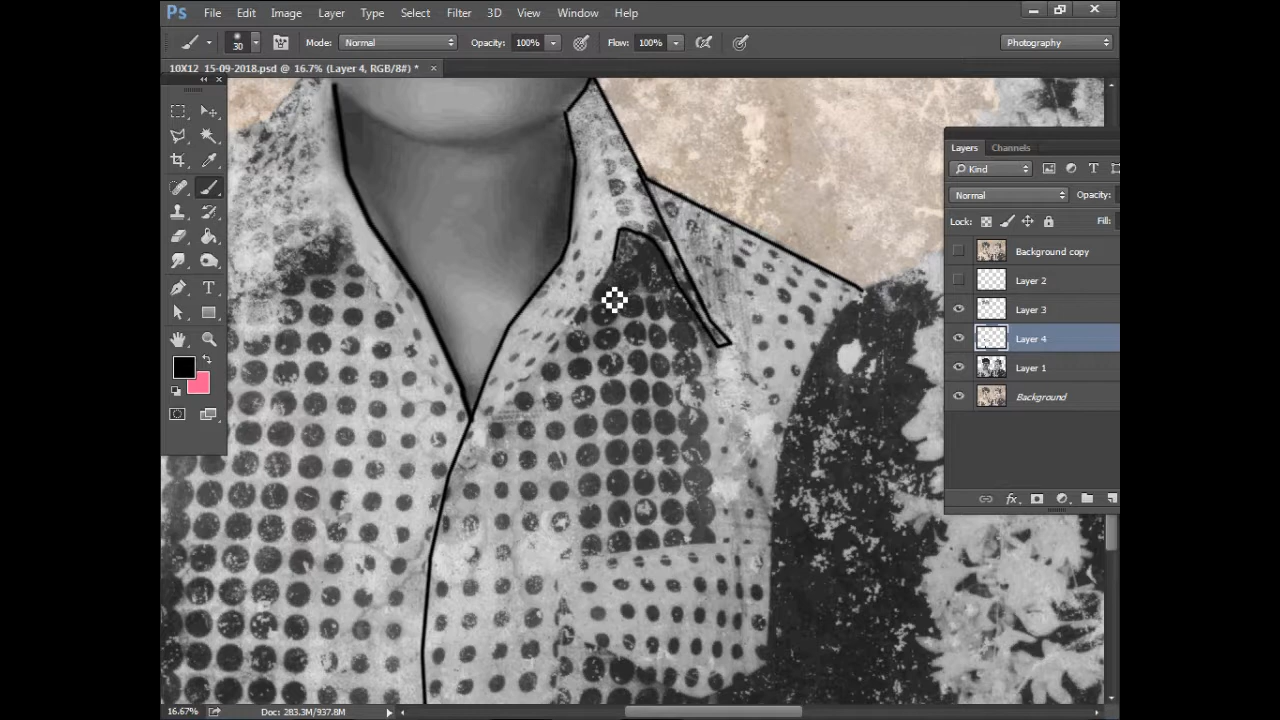 Ps File Edit Image Layer Type Select Filter 3D View Window Help
30 Mode: Normal Opacity: 100% Flow: 100% Photography
10X12 15-09-2018.psd @ 16.7% (Layer 4, RGB/8#) *
Layers Channels
Kind
Normal Opacity:
Lock: Fill:
Background copy
Layer 2
Layer 3
Layer 4
Layer 1
Background
16.67% Doc: 283.3M/937.8M